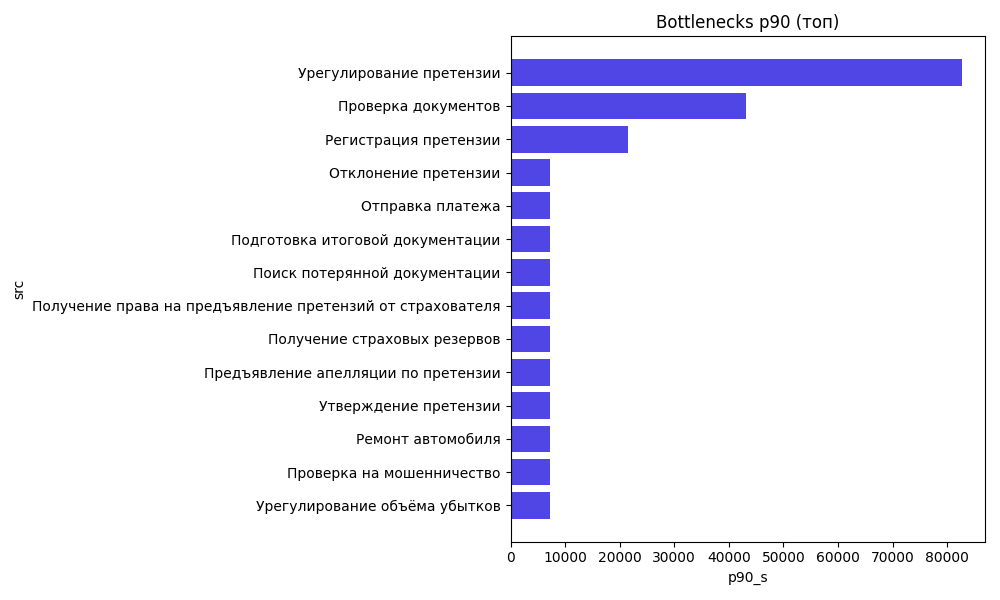 Bottlenecks p90 (топ)
src
Урегулирование претензии
Проверка документов
Регистрация претензии
Отклонение претензии
Отправка платежа
Подготовка итоговой документации
Поиск потерянной документации
Получение права на предъявление претензий от страхователя
Получение страховых резервов
Предъявление апелляции по претензии
Утверждение претензии
Ремонт автомобиля
Проверка на мошенничество
Урегулирование объёма убытков
0 10000 20000 30000 40000 50000 60000 70000 80000
p90_s